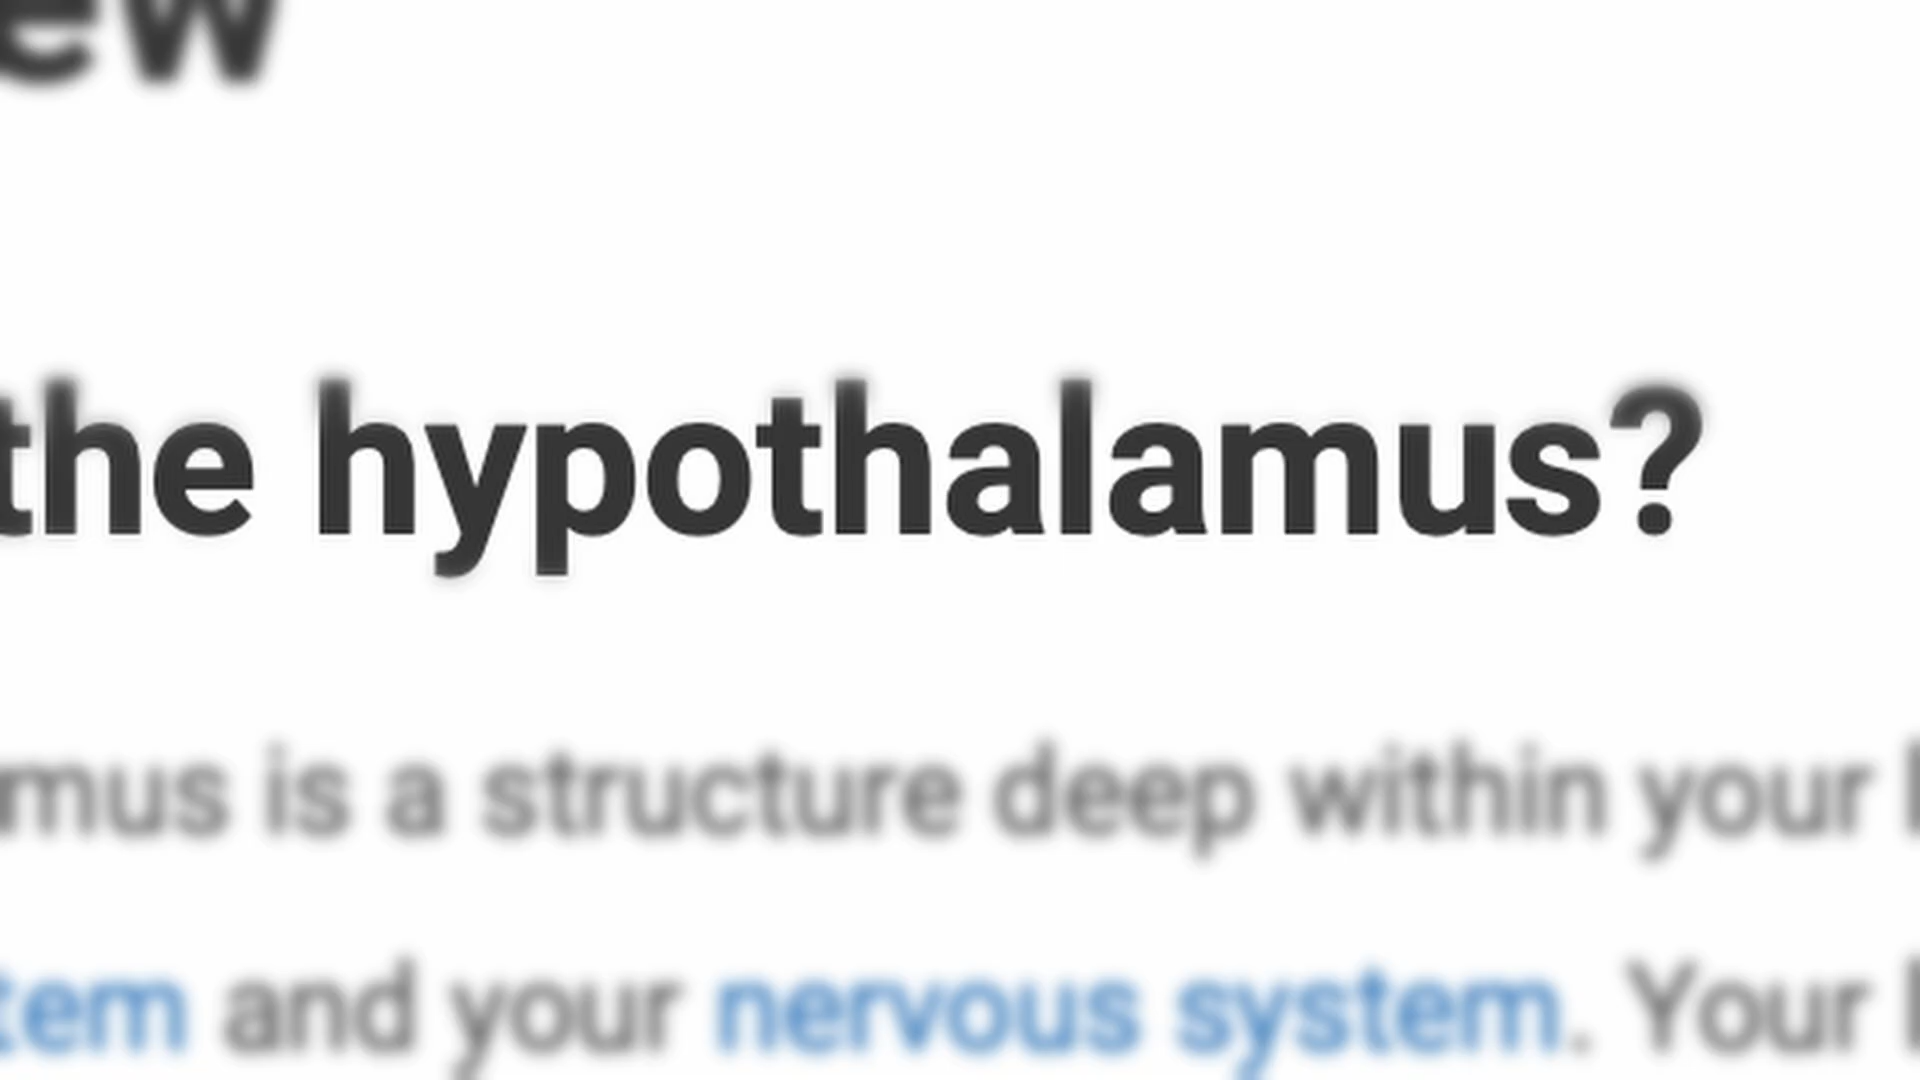 ew
the hypothalamus?
mus is a structure deep within your
tem and your nervous system. Your